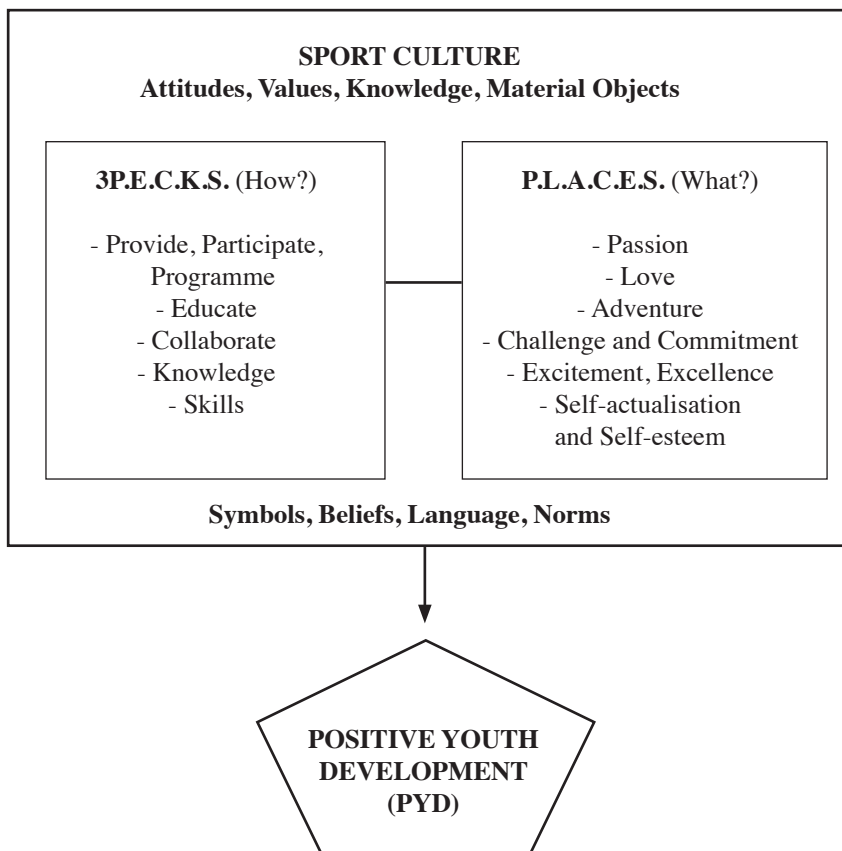 SPORT CULTURE
Attitudes, Values, Knowledge, Material Objects
3P.E.C.K.S. (How?)
- Provide, Participate,
Programme
- Educate
- Collaborate
- Knowledge
- Skills
P.L.A.C.E.S. (What?)
- Passion
- Love
- Adventure
- Challenge and Commitment
- Excitement, Excellence
- Self-actualisation
and Self-esteem
Symbols, Beliefs, Language, Norms
POSITIVE YOUTH
DEVELOPMENT
(PYD)